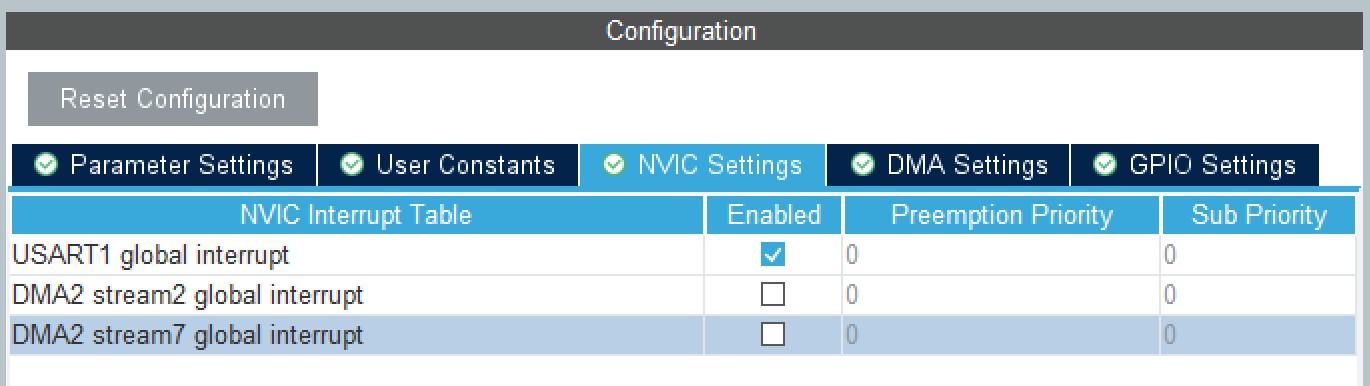 Configuration
Reset Configuration
Parameter Settings User Constants NVIC Settings DMA Settings GPIO Settings
NVIC Interrupt Table Enabled Preemption Priority Sub Priority
USART1 global interrupt 0 0
DMA2 stream2 global interrupt 0 0
DMA2 stream7 global interrupt 0 0